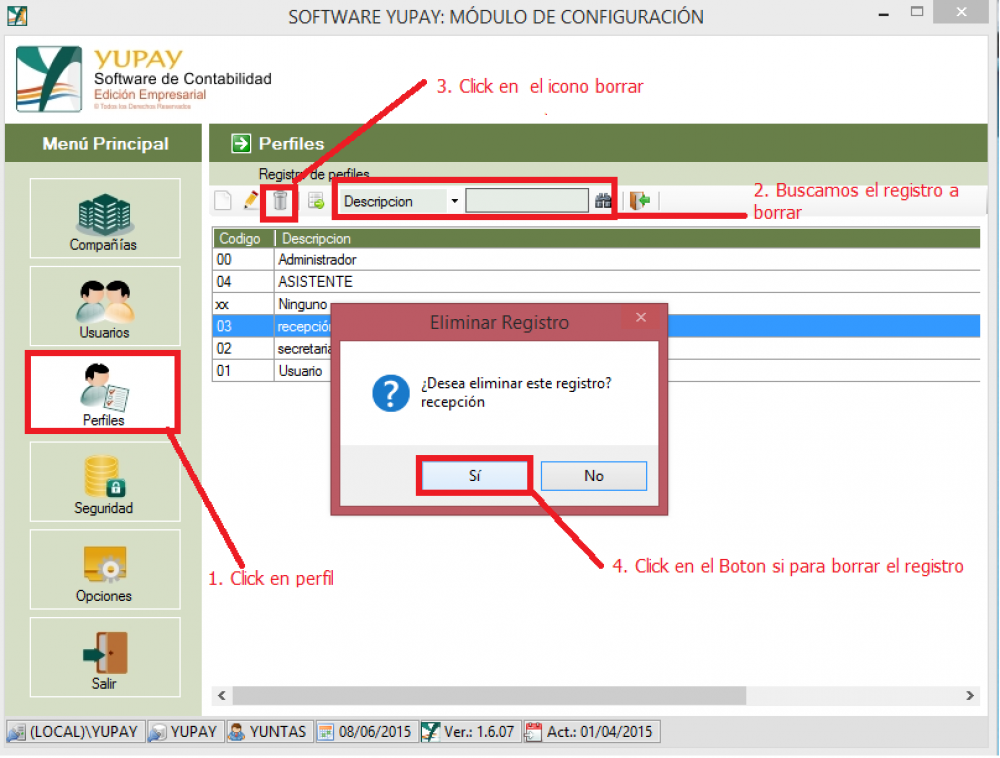 SOFTWARE YUPAY: MÓDULO DE CONFIGURACIÓN
YUPAY
Software de Contabilidad
Edición Empresarial
© Todos los Derechos Reservados
3. Click en el icono borrar
Menú Principal
Perfiles
Registro de perfiles
Descripcion
2. Buscamos el registro a
borrar
Codigo Descripcion
00 Administrador
04 ASISTENTE
xx Ninguno
03 recepción
02 secretaria
01 Usuario
Compañías
Usuarios
Perfiles
Seguridad
Opciones
Salir
Eliminar Registro
¿Desea eliminar este registro?
recepción
Sí No
1. Click en perfil
4. Click en el Boton si para borrar el registro
(LOCAL)\YUPAY YUPAY YUNTAS 08/06/2015 Ver.: 1.6.07 Act.: 01/04/2015